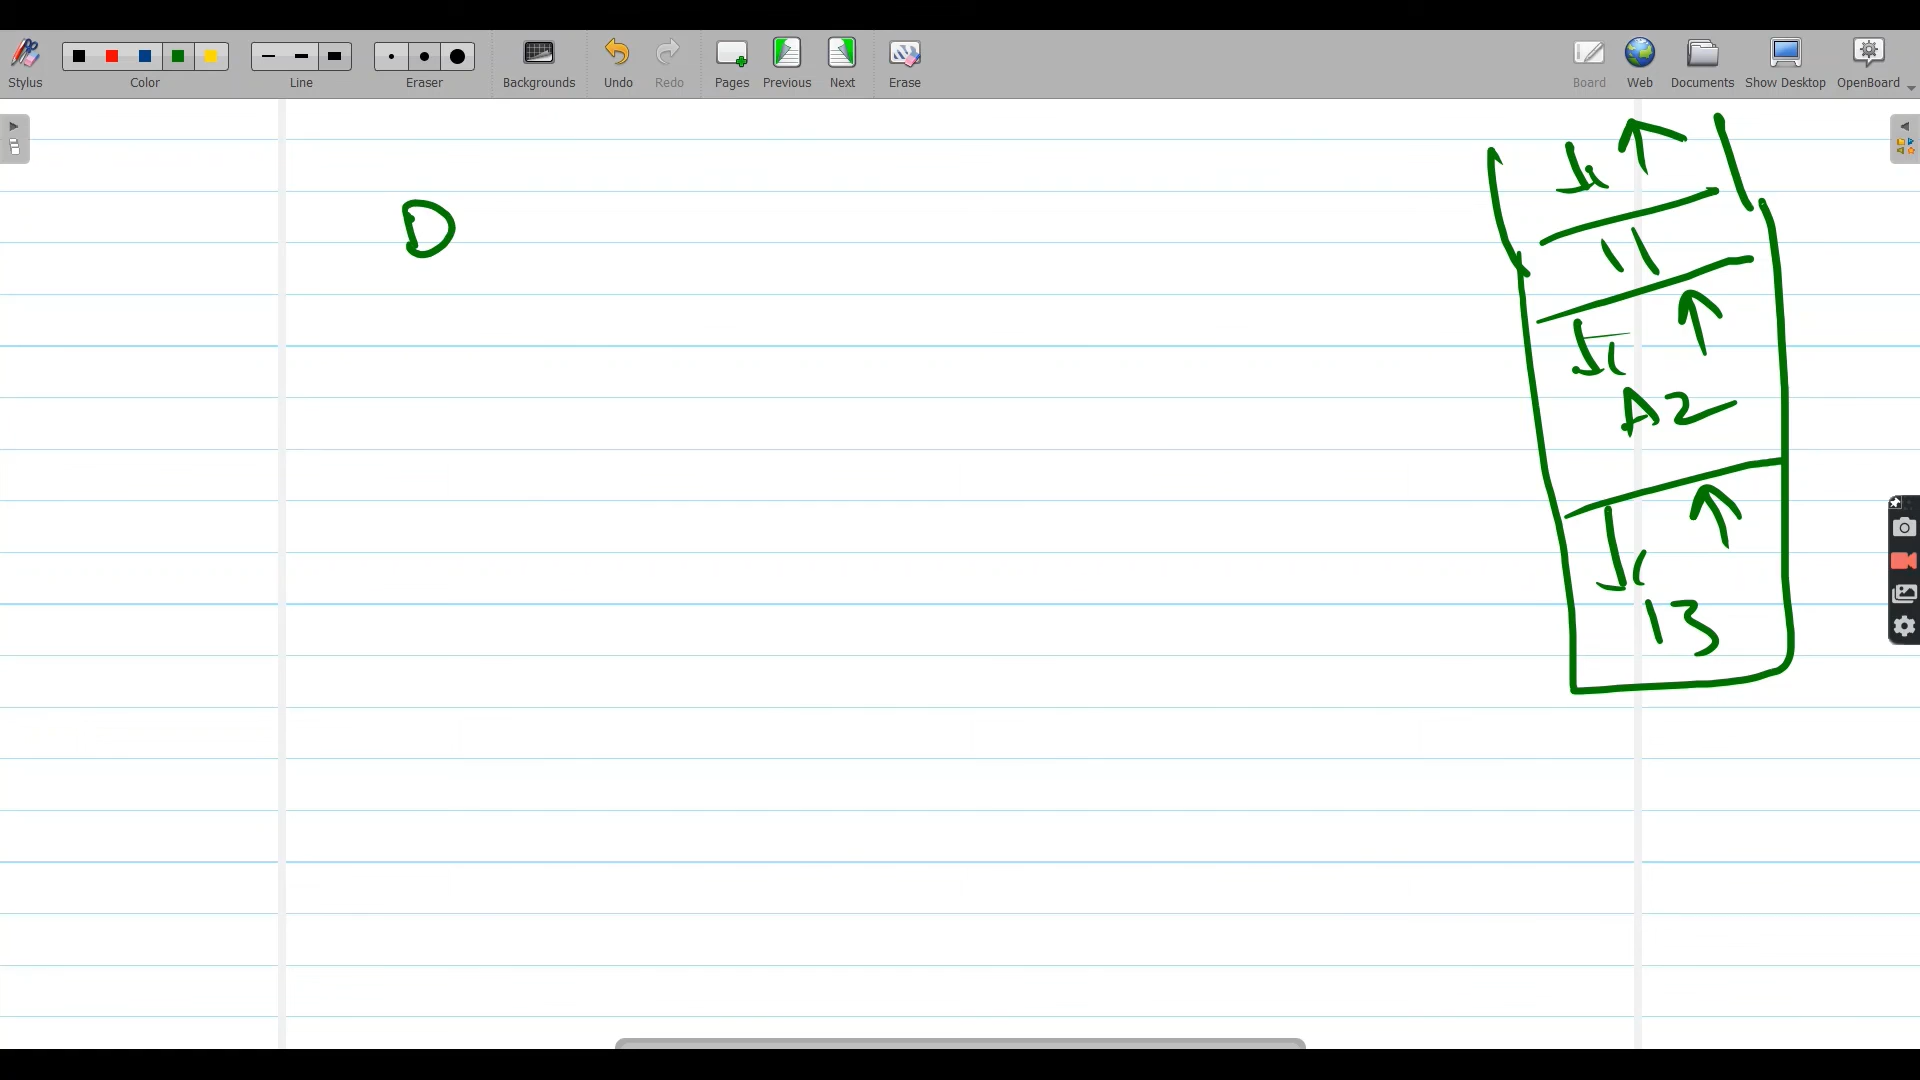 Stylus Color Line Eraser Backgrounds Undo Redo Pages Previous Next Erase Board Web Documents Show Desktop OpenBoard
D
11
A2
13